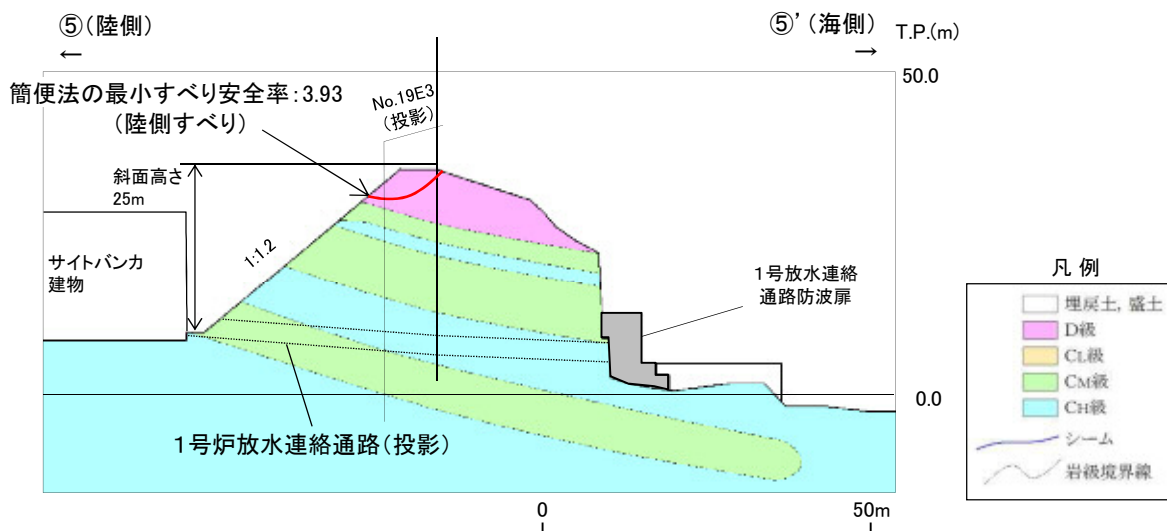 ⑤(陸側)
←
⑤’(海側)
→
T.P.(m)
50.0
簡便法の最小すべり安全率:3.93
(陸側すべり)
No.19E3
(投影)
斜面高さ
25m
1:1.2
サイトバンカ
建物
1号放水連絡
通路防波扉
0.0
1号炉放水連絡通路(投影)
0
50m
凡 例
埋戻土, 盛土
D級
CL級
CM級
CH級
シーム
岩級境界線